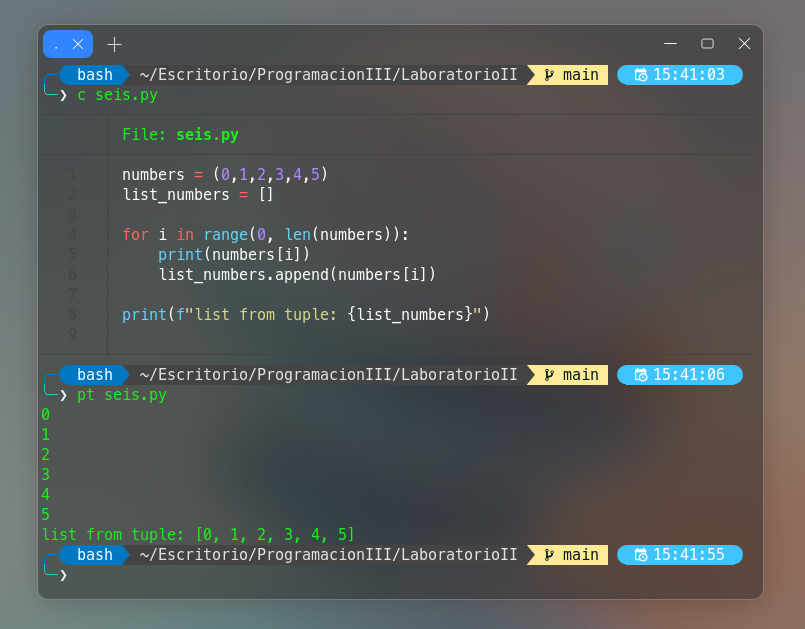 .
bash ~/Escritorio/ProgramacionIII/LaboratorioII main 15:41:03
❯ c seis.py
File: seis.py
1 numbers = (0,1,2,3,4,5)
2 list_numbers = []
3
4 for i in range(0, len(numbers)):
5     print(numbers[i])
6     list_numbers.append(numbers[i])
7
8 print(f"list from tuple: {list_numbers}")
9
bash ~/Escritorio/ProgramacionIII/LaboratorioII main 15:41:06
❯ pt seis.py
0
1
2
3
4
5
list from tuple: [0, 1, 2, 3, 4, 5]
bash ~/Escritorio/ProgramacionIII/LaboratorioII main 15:41:55
❯